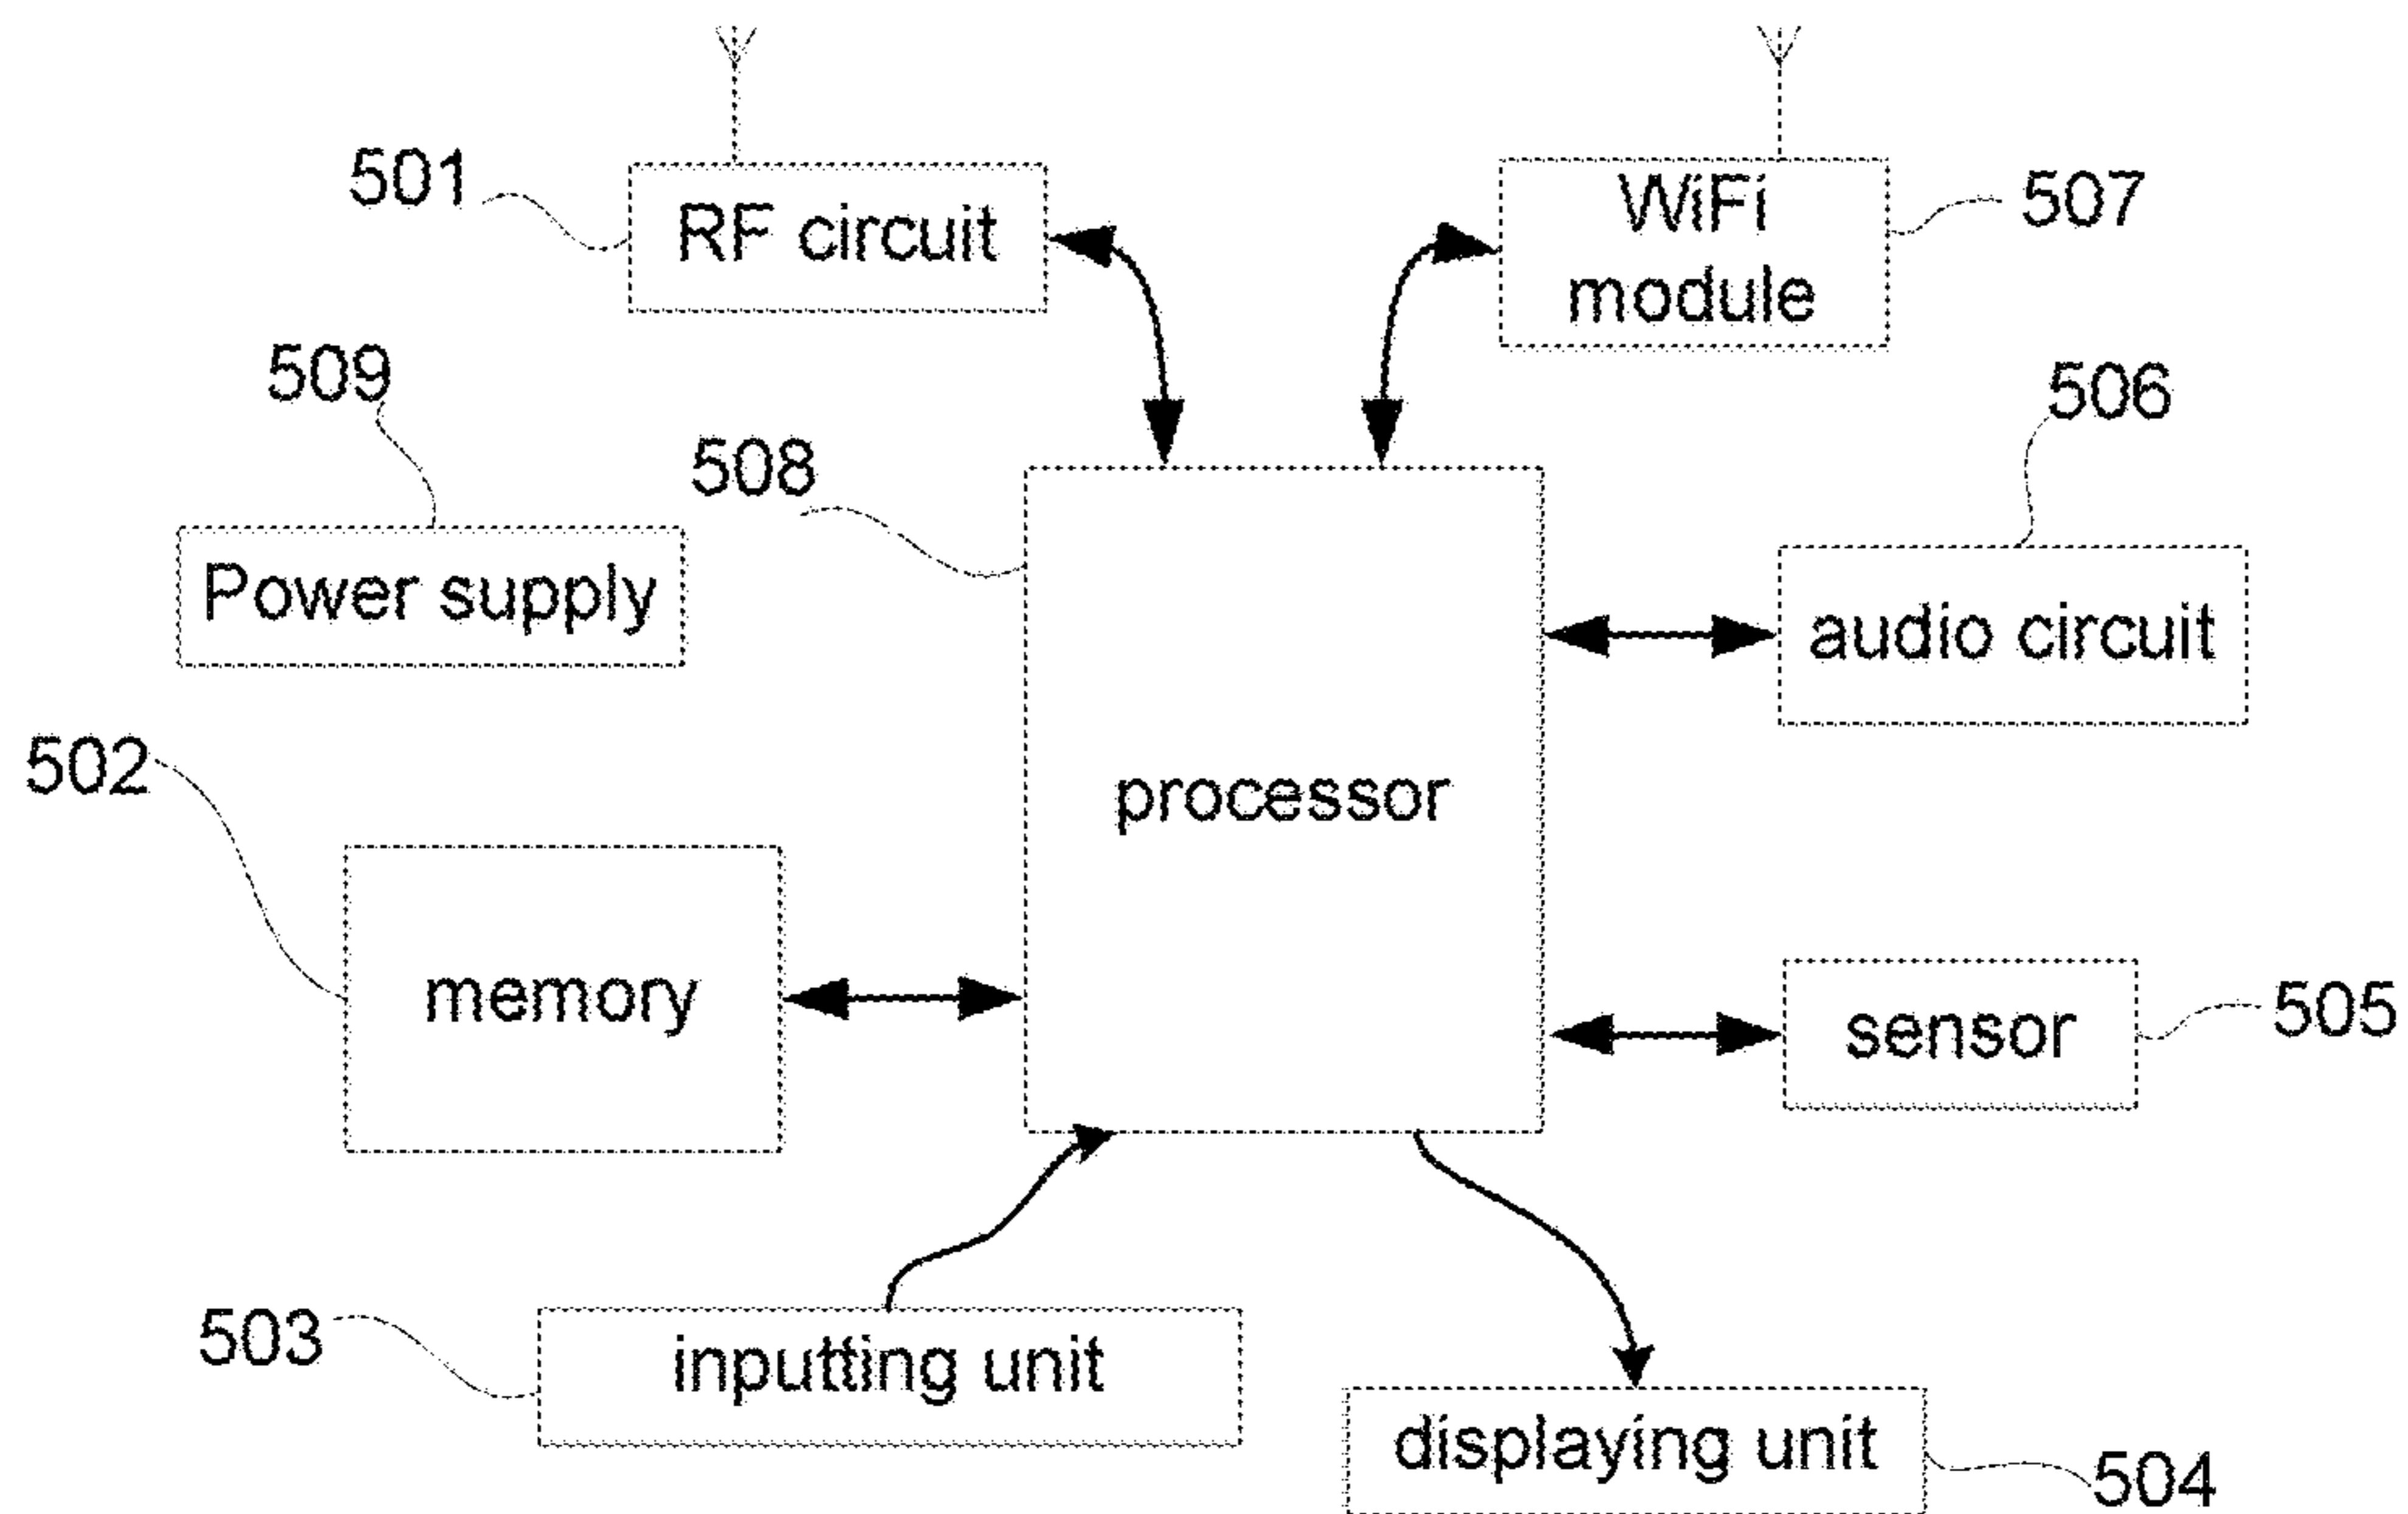 501
RF circuit
WiFi
module
507
509
508
506
Power supply
audio circuit
502
processor
memory
sensor
505
503
inputting unit
displaying unit
504